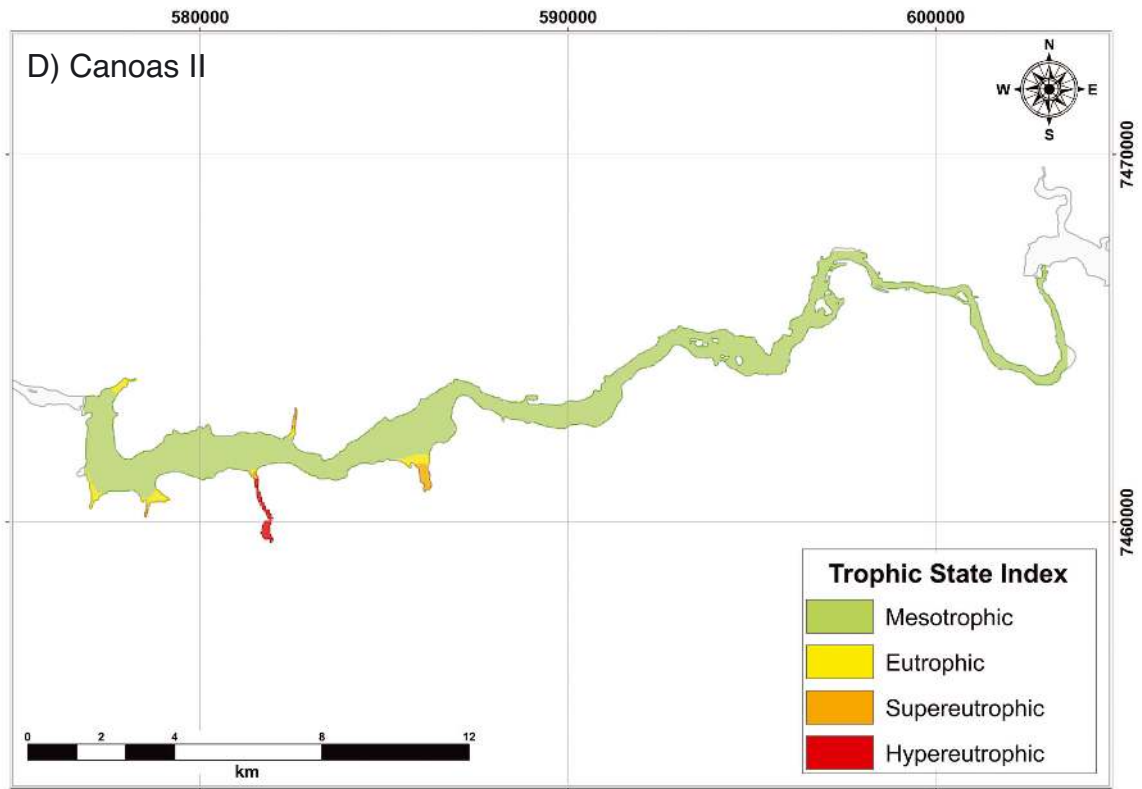 580000 590000 600000
D) Canoas II
N
W E
S
7470000
7460000
Trophic State Index
Mesotrophic
Eutrophic
Supereutrophic
Hypereutrophic
0 2 4 8 12
km